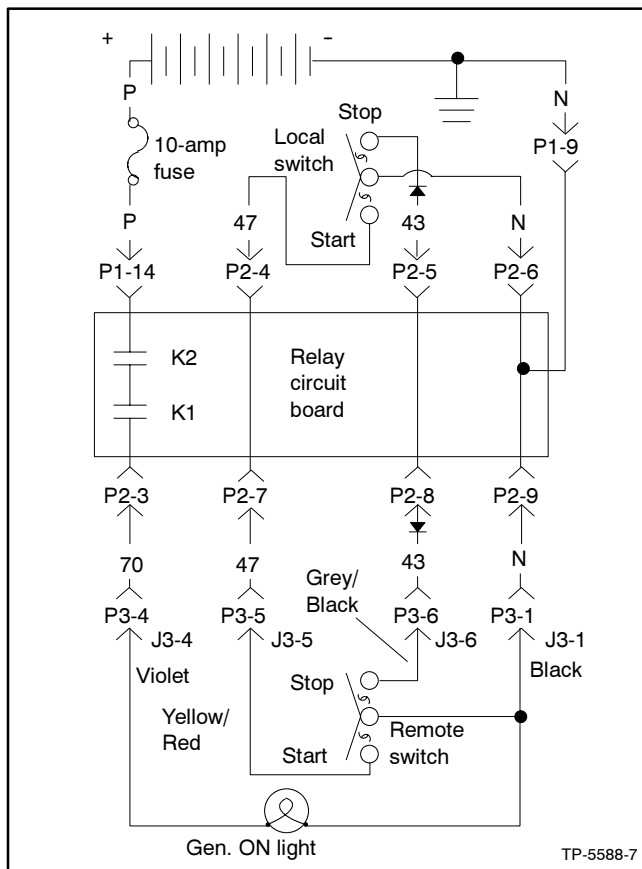 + −
P N
Stop
10-amp
fuse
Local
switch
P1-9
P 47 Start 43 N
P1-14 P2-4 P2-5 P2-6
K2
K1
Relay
circuit
board
P2-3 P2-7 P2-8 P2-9
70 47 43 N
Grey/
Black
P3-4 J3-4 P3-5 J3-5 P3-6 J3-6 P3-1 J3-1
Violet Black
Stop
Yellow/
Red
Remote
switch
Start
Gen. ON light
TP-5588-7